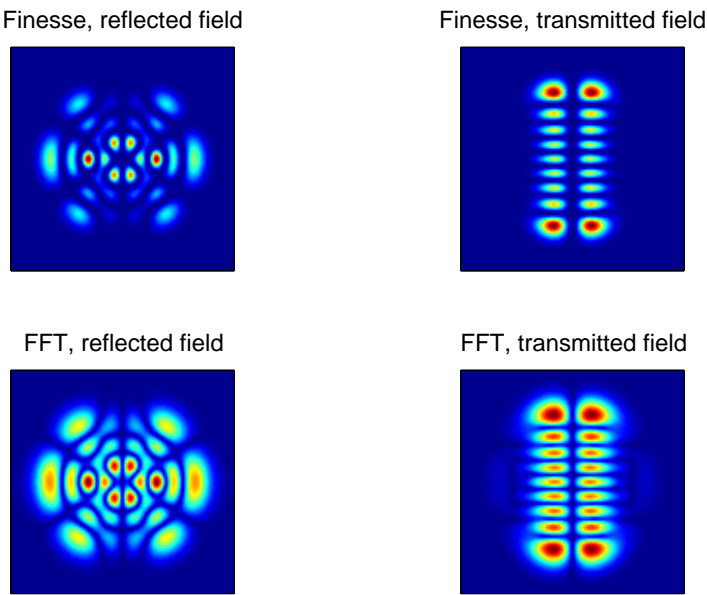 Finesse, reflected field
Finesse, transmitted field
FFT, reflected field
FFT, transmitted field